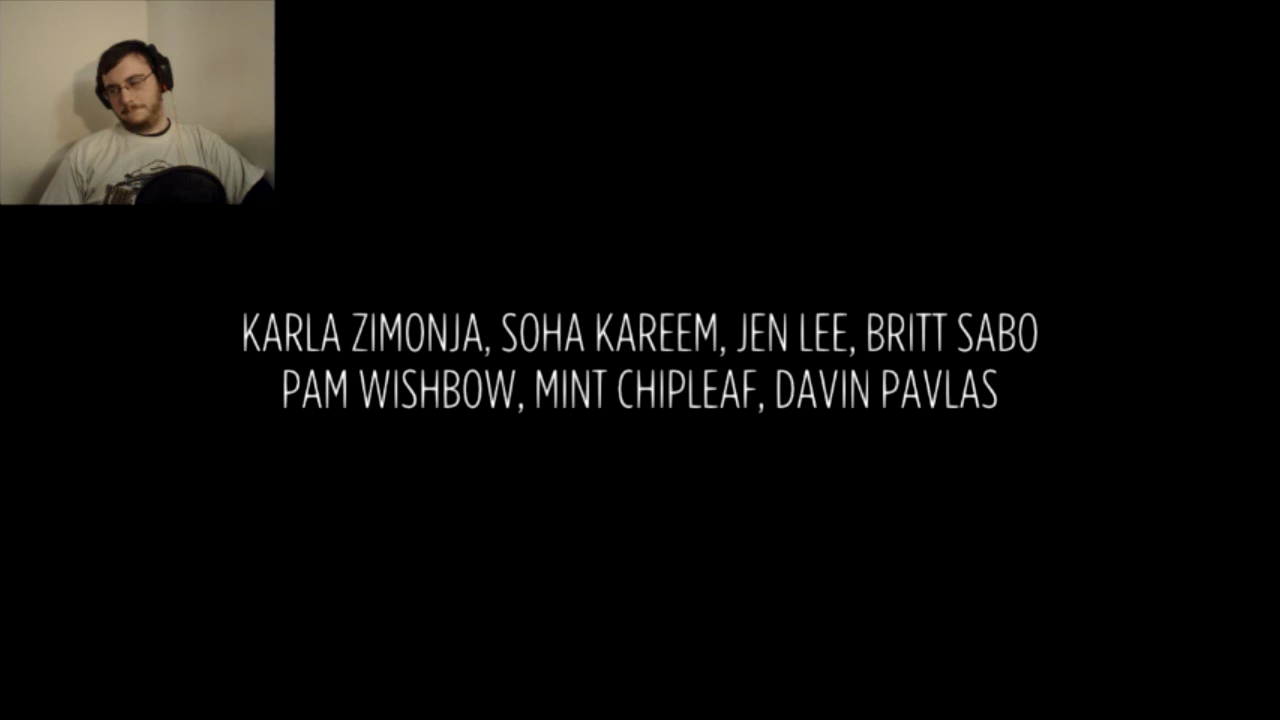 KARLA ZIMONJA, SOHA KAREEM, JEN LEE, BRITT SABO
PAM WISHBOW, MINT CHIPLEAF, DAVIN PAVLAS